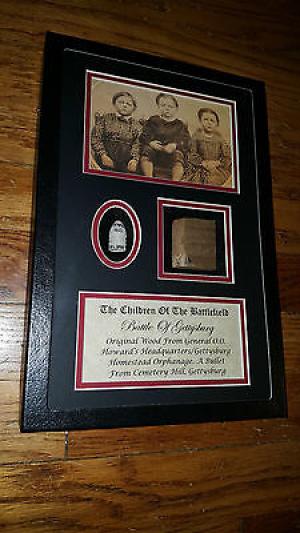 The Children Of The Battlefield
Battle Of Gettysburg
Original Wood From General O.O.
Howard's Headquarters/Gettysburg
Homestead Orphanage. A Bullet
From Cemetery Hill, Gettysburg